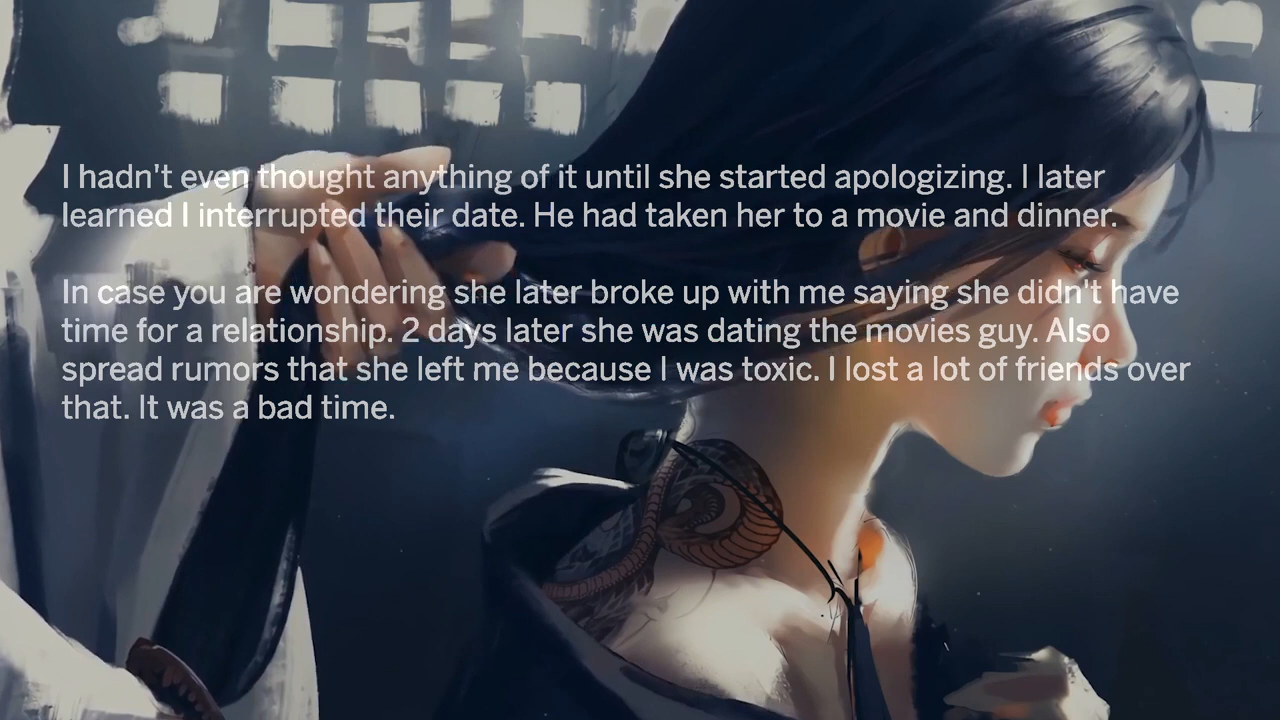 I hadn't even thought anything of it until she started apologizing. I later
learned I interrupted their date. He had taken her to a movie and dinner.
In case you are wondering she later broke up with me saying she didn't have
time for a relationship. 2 days later she was dating the movies guy. Also
spread rumors that she left me because I was toxic. I lost a lot of friends over
that. It was a bad time.